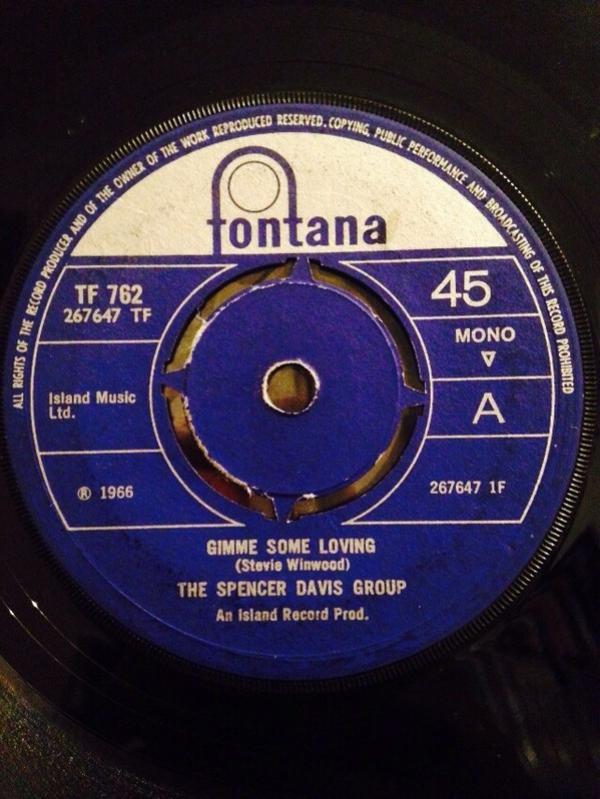 ALL RIGHTS OF THE RECORD PRODUCER AND OF THE OWNER OF THE WORK REPRODUCED RESERVED. COPYING, PUBLIC PERFORMANCE AND BROADCASTING OF THIS RECORD PROHIBITED
fontana
TF 762
267647 TF
45
MONO
▽
Island Music
Ltd.
A
℗ 1966
267647 1F
GIMME SOME LOVING
(Stevie Winwood)
THE SPENCER DAVIS GROUP
An Island Record Prod.